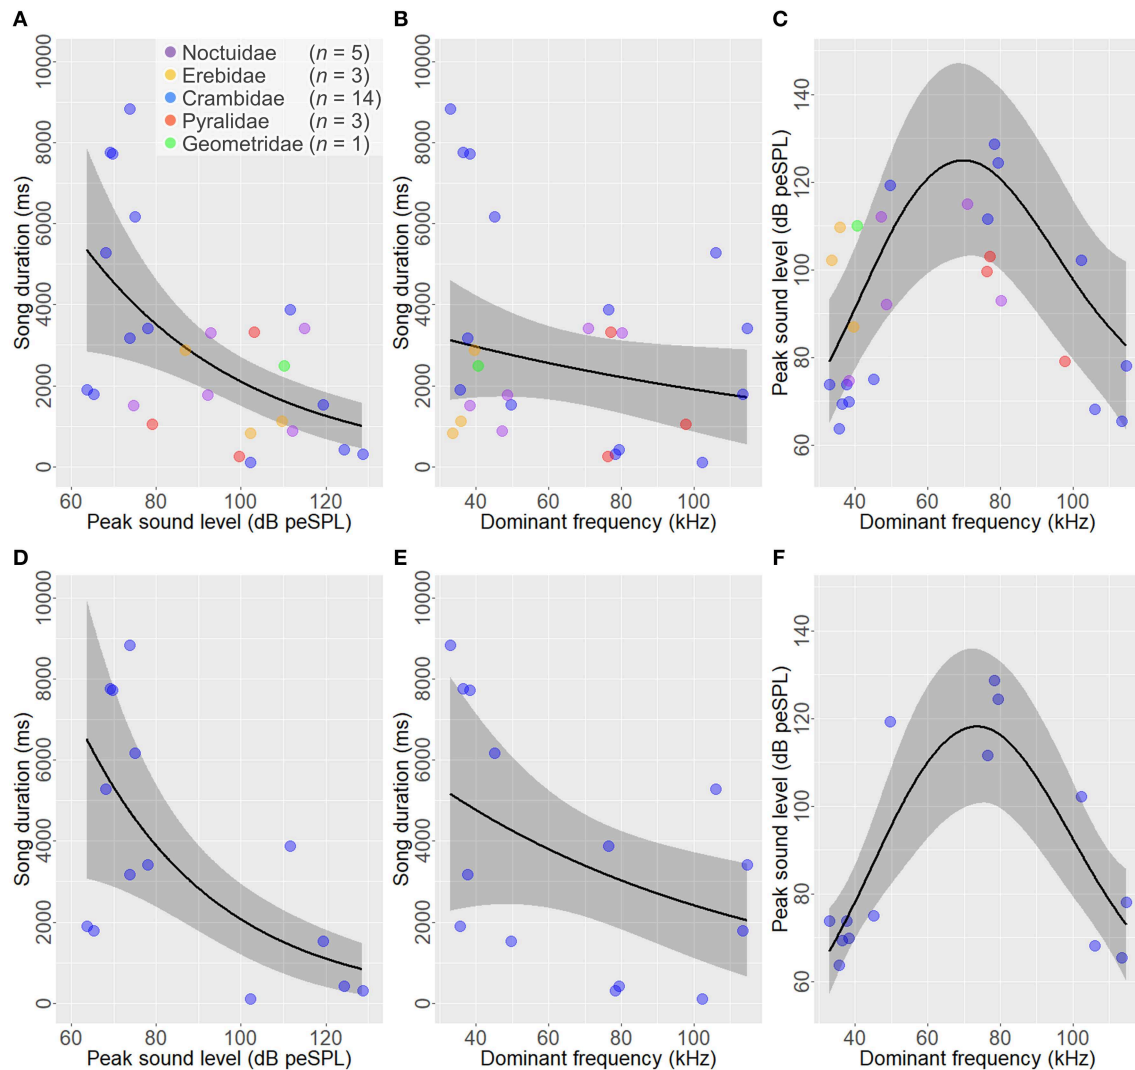 A
Noctuidae (n = 5)
Erebidae (n = 3)
Crambidae (n = 14)
Pyralidae (n = 3)
Geometridae (n = 1)
Song duration (ms)
0 2000 4000 6000 8000 10000
60 80 100 120
Peak sound level (dB peSPL)
B
Song duration (ms)
0 2000 4000 6000 8000 10000
40 60 80 100
Dominant frequency (kHz)
C
Peak sound level (dB peSPL)
60 80 100 120 140
40 60 80 100
Dominant frequency (kHz)
D
Song duration (ms)
0 2000 4000 6000 8000 10000
60 80 100 120
Peak sound level (dB peSPL)
E
Song duration (ms)
0 2000 4000 6000 8000 10000
40 60 80 100
Dominant frequency (kHz)
F
Peak sound level (dB peSPL)
60 80 100 120 140
40 60 80 100
Dominant frequency (kHz)